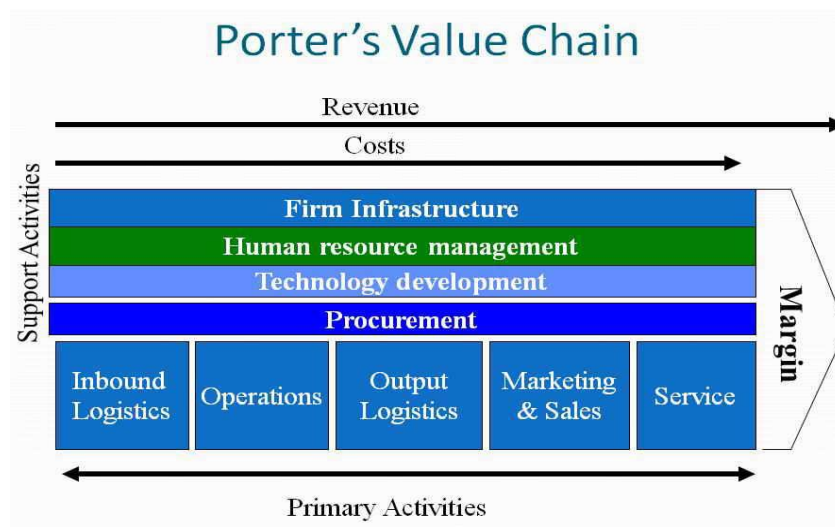 Porter's Value Chain
Revenue
Costs
Support Activities
Firm Infrastructure
Human resource management
Technology development
Procurement
Margin
Inbound
Logistics
Operations
Output
Logistics
Marketing
& Sales
Service
Primary Activities